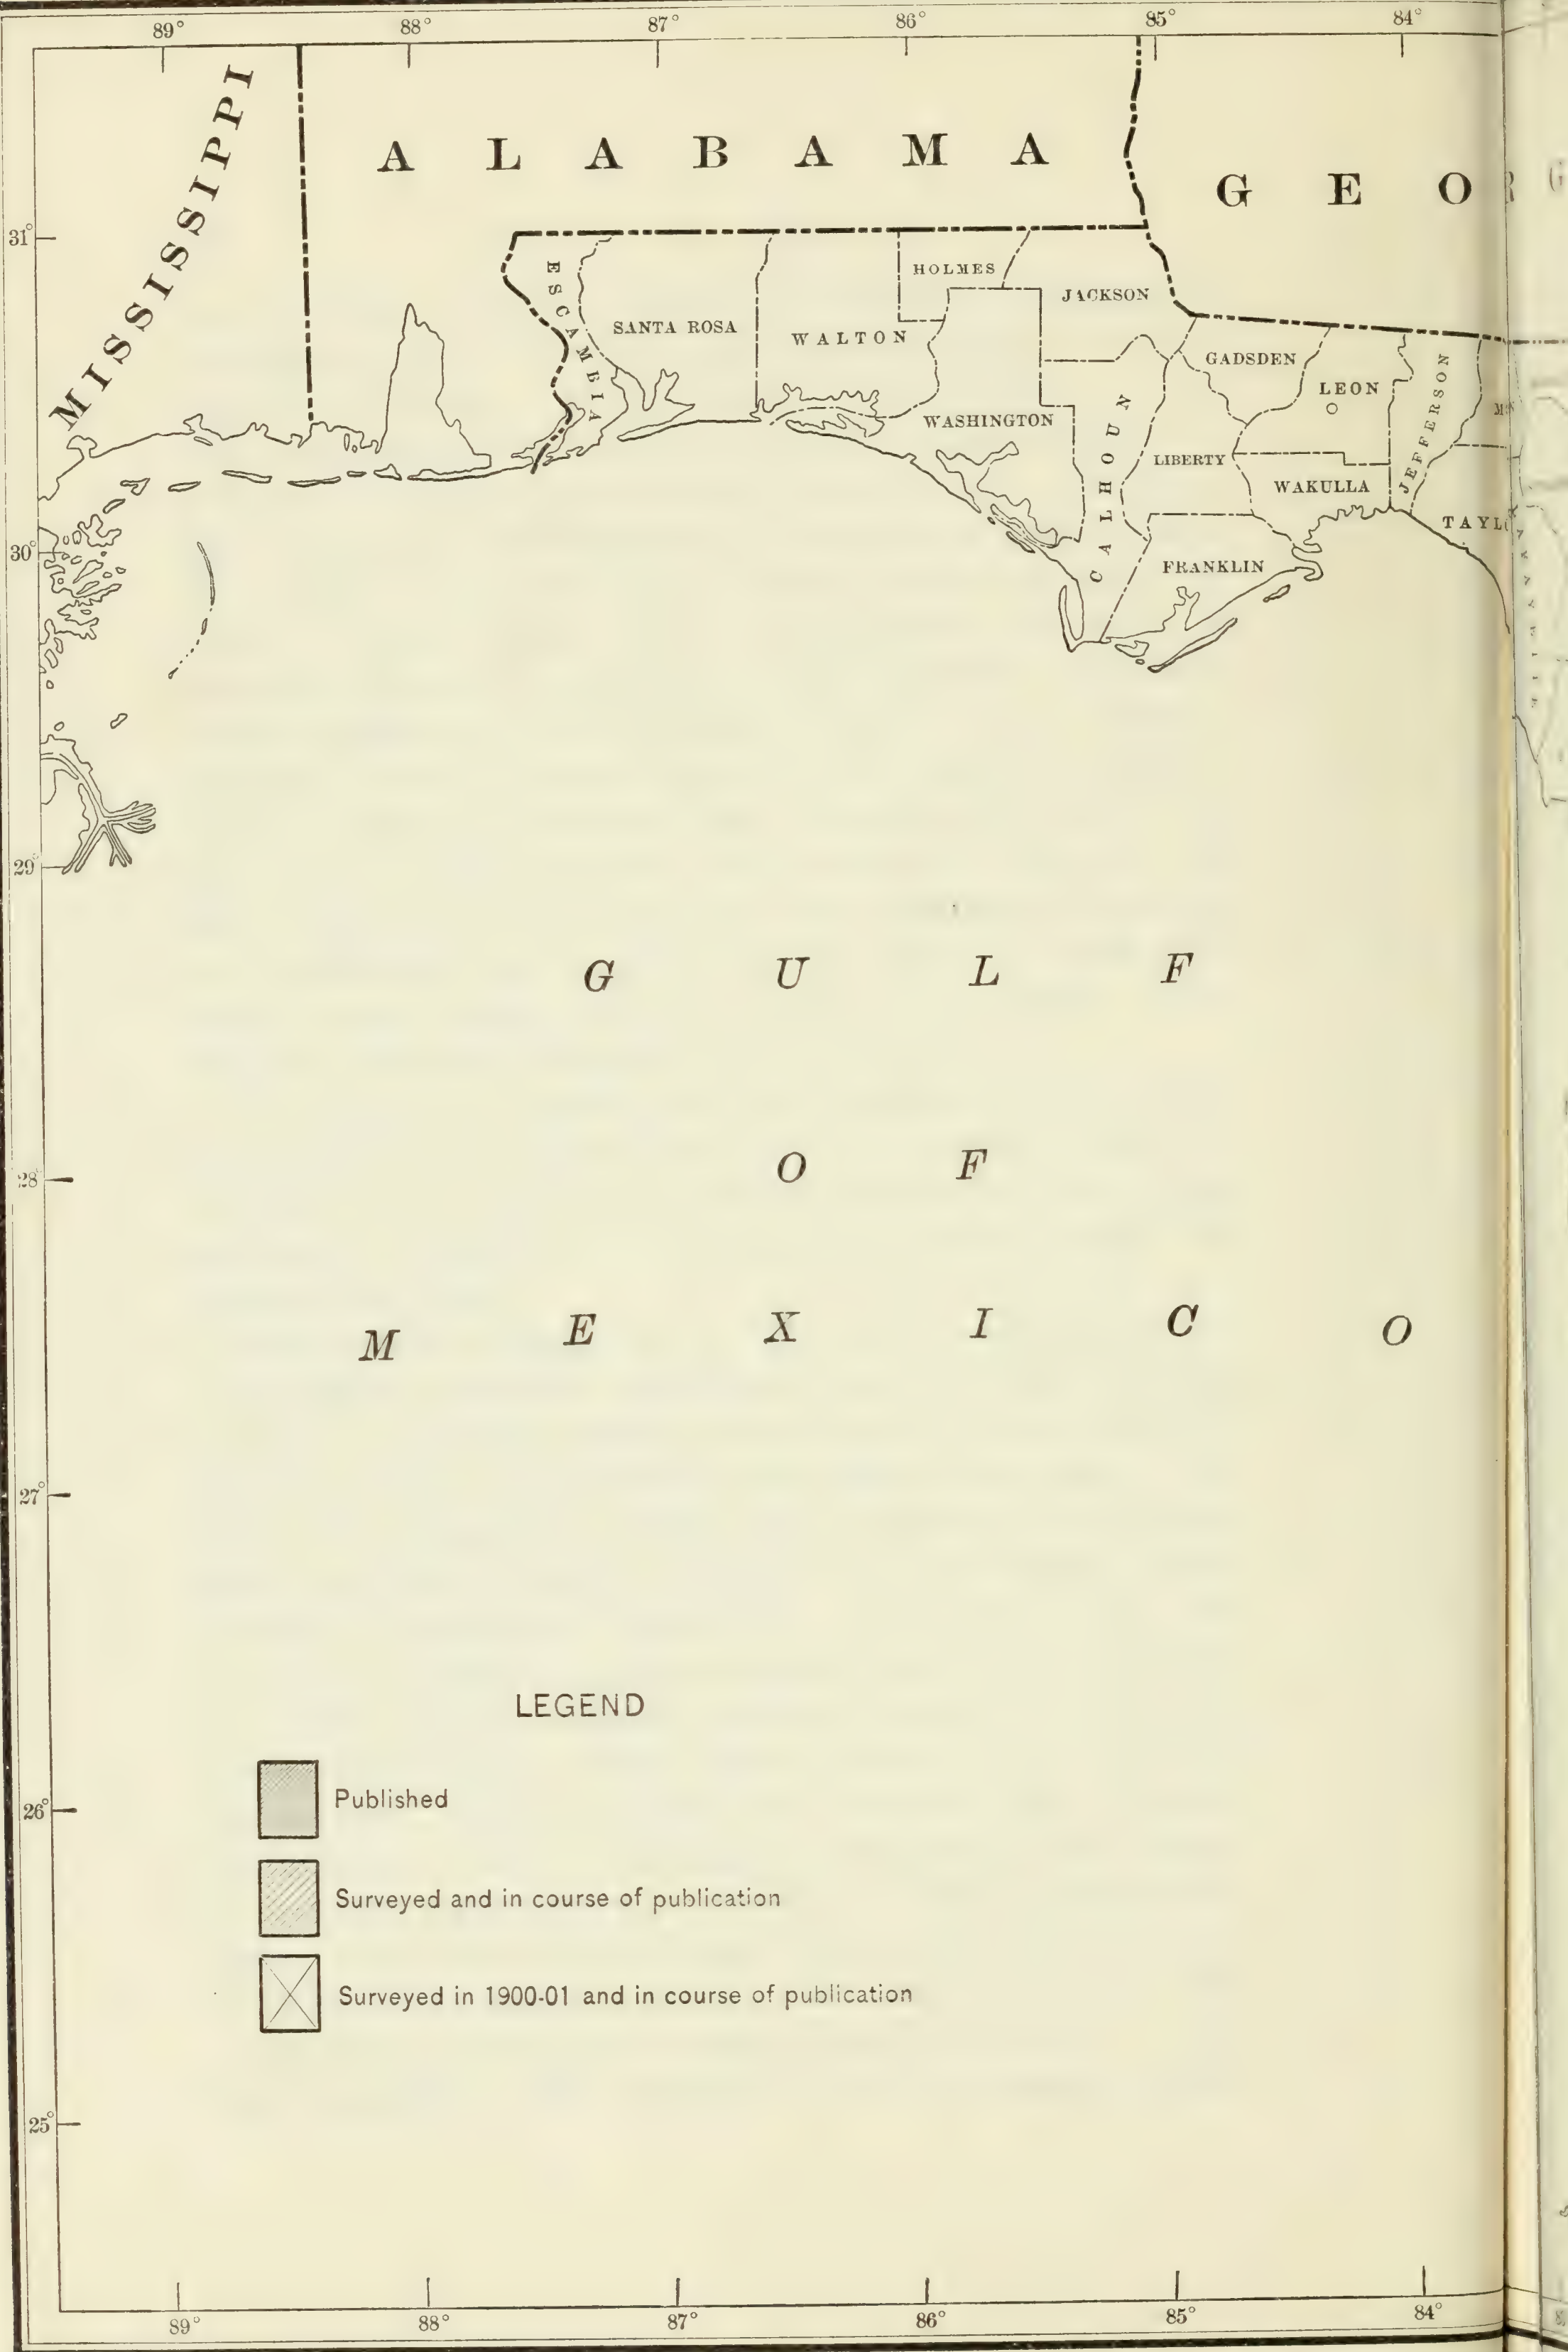 89° 88° 87° 86° 85° 84°
MISSISSIPPI
ALABAMA
GEO
31°
ESCAMBIA
SANTA ROSA
WALTON
HOLMES
JACKSON
WASHINGTON
CALHOUN
GADSDEN
LEON
JEFFERSON
LIBERTY
WAKULLA
TAYL
FRANKLIN
30°
29°
GULF
28°
OF
MEXICO
27°
LEGEND
Published
26°
Surveyed and in course of publication
Surveyed in 1900-01 and in course of publication
25°
89° 88° 87° 86° 85° 84°